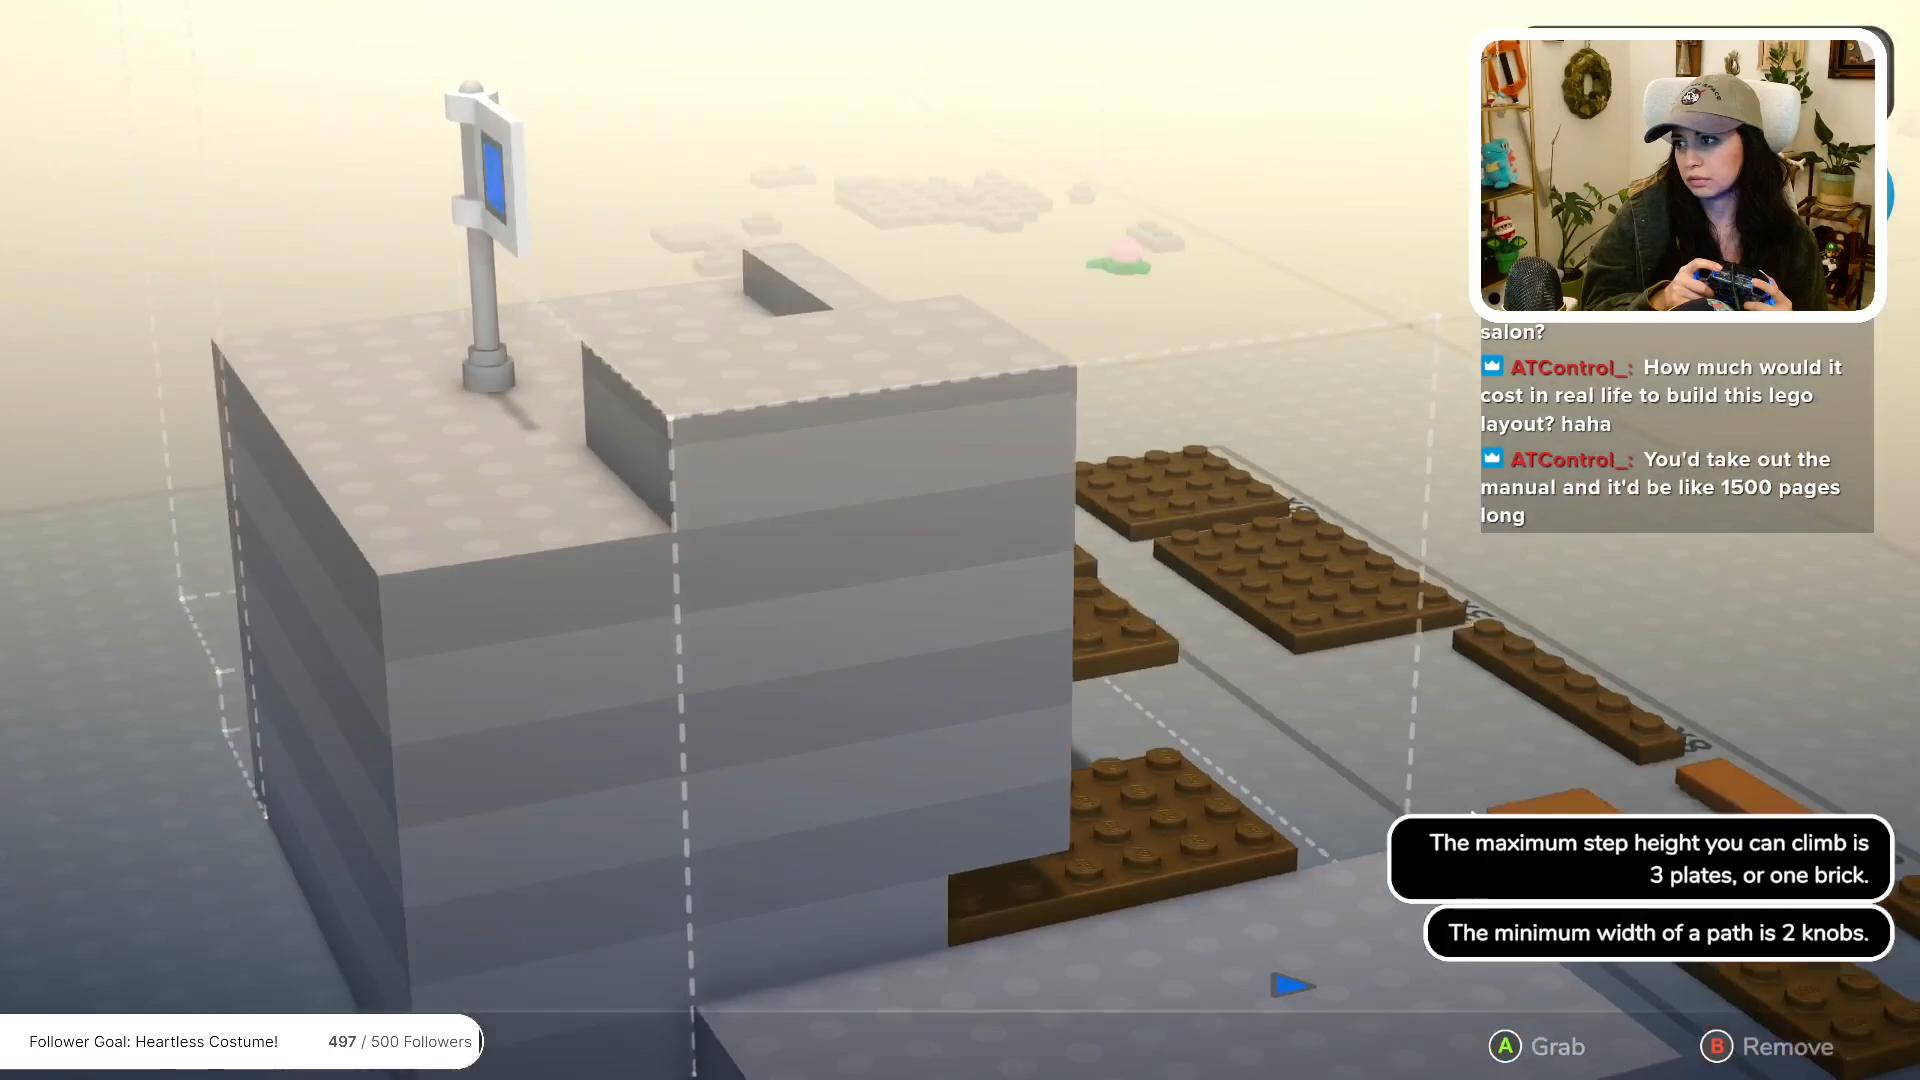 salon?
ATControl_: How much would it
cost in real life to build this lego
layout? haha
ATControl_: You'd take out the
manual and it'd be like 1500 pages
long
The maximum step height you can climb is
3 plates, or one brick.
The minimum width of a path is 2 knobs.
Follower Goal: Heartless Costume! 497 / 500 Followers
A Grab
B Remove